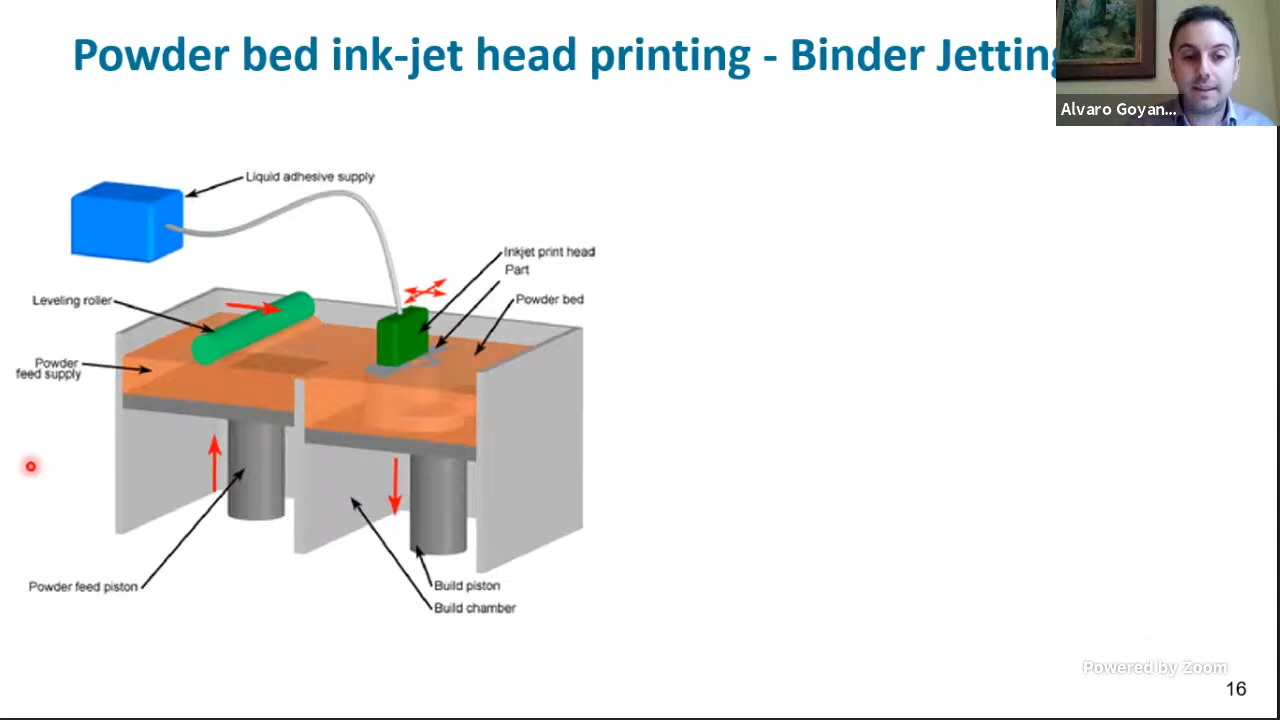 Powder bed ink-jet head printing - Binder Jetting
Alvaro Goyan...
Liquid adhesive supply
Inkjet print head
Part
Powder bed
Leveling roller
Powder
feed supply
Powder feed piston
Build piston
Build chamber
Powered by Zoom
16